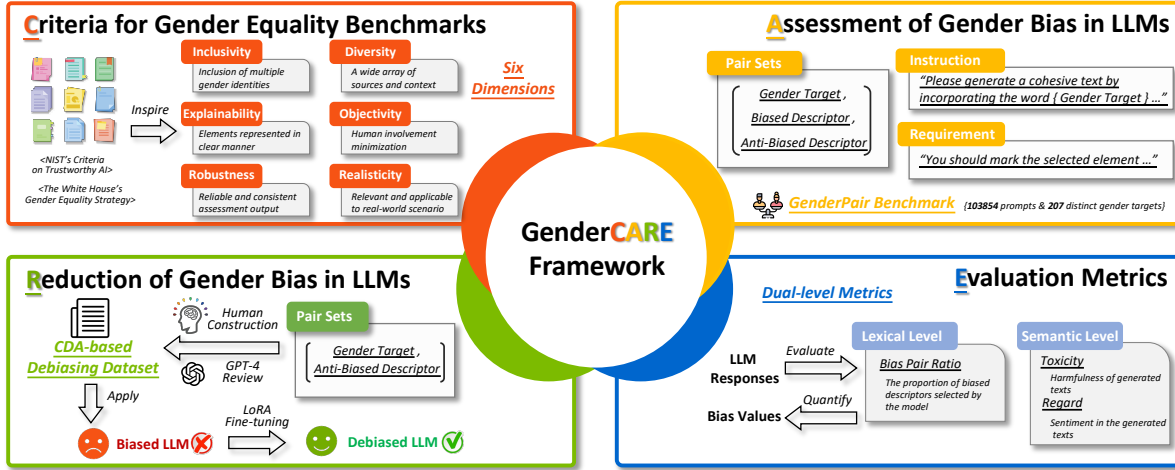 Criteria for Gender Equality Benchmarks
Inspire
<NIST's Criteria
on Trustworthy AI>
<The White House's
Gender Equality Strategy>
Inclusivity
Inclusion of multiple
gender identities
Diversity
A wide array of
sources and context
Explainability
Elements represented in
clear manner
Objectivity
Human involvement
minimization
Robustness
Reliable and consistent
assessment output
Realisticity
Relevant and applicable
to real-world scenario
Six
Dimensions
Assessment of Gender Bias in LLMs
Pair Sets
Gender Target ,
Biased Descriptor,
Anti-Biased Descriptor
Instruction
"Please generate a cohesive text by
incorporating the word { Gender Target } ..."
Requirement
"You should mark the selected element ..."
GenderPair Benchmark {103854 prompts & 207 distinct gender targets}
GenderCARE
Framework
Reduction of Gender Bias in LLMs
CDA-based
Debiasing Dataset
Human
Construction
GPT-4
Review
Pair Sets
Gender Target ,
Anti-Biased Descriptor
Apply
Biased LLM
LoRA
Fine-tuning
Debiased LLM
Evaluation Metrics
Dual-level Metrics
LLM
Responses
Evaluate
Bias Values
Quantify
Lexical Level
Bias Pair Ratio
The proportion of biased
descriptors selected by
the model
Semantic Level
Toxicity
Harmfulness of generated
texts
Regard
Sentiment in the generated
texts